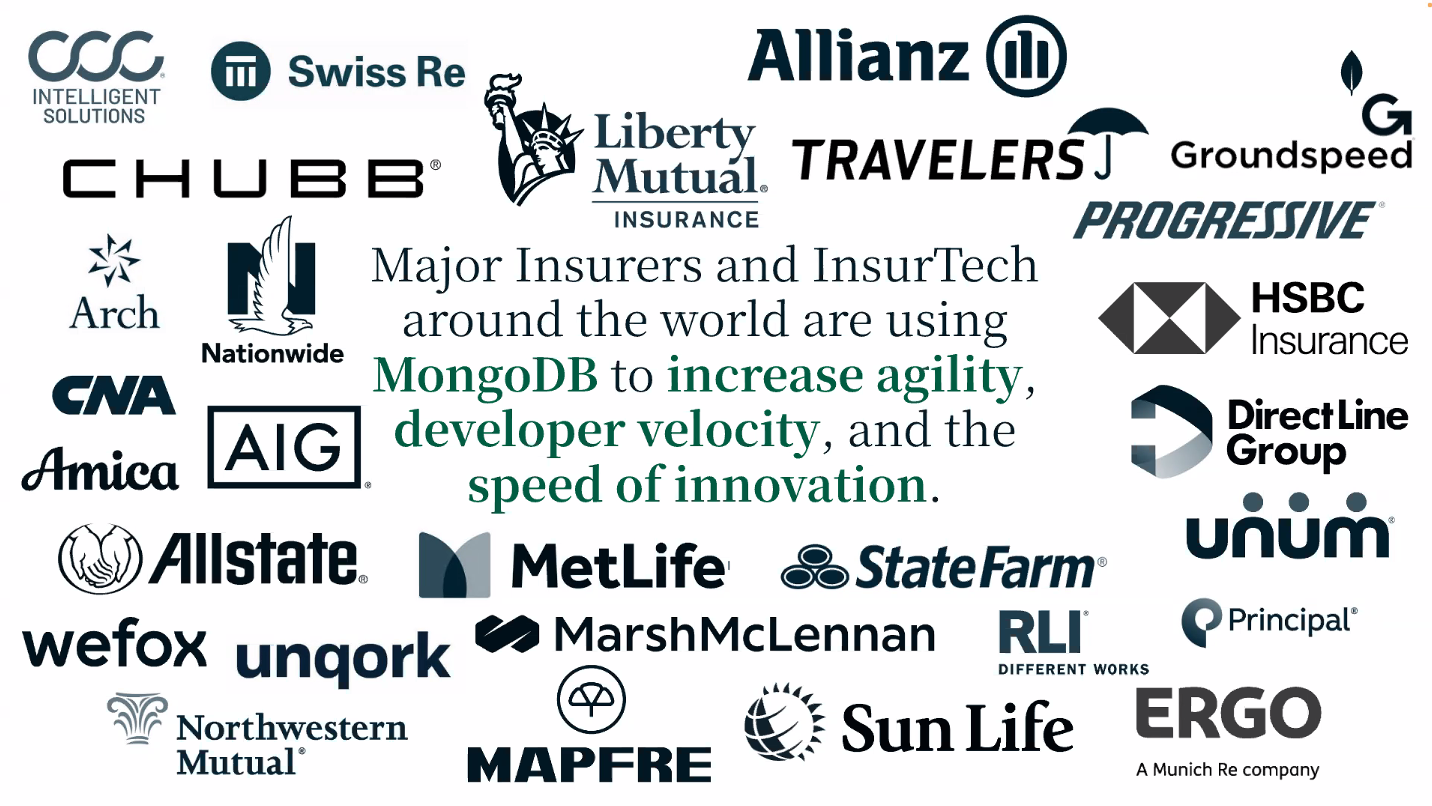 CCC
INTELLIGENT
SOLUTIONS
Swiss Re
Allianz
Liberty
Mutual®
INSURANCE
TRAVELERS
G
Groundspeed
CHUBB®
PROGRESSIVE®
Arch
N
Nationwide
Major Insurers and InsurTech
around the world are using
MongoDB to increase agility,
developer velocity, and the
speed of innovation.
HSBC
Insurance
CNA
Amica
AIG®
Direct Line
Group
unum®
Allstate®
MetLife
State Farm®
wefox
unqork
MarshMcLennan
RLI®
DIFFERENT WORKS
Principal®
Northwestern
Mutual®
MAPFRE
Sun Life
ERGO
A Munich Re company